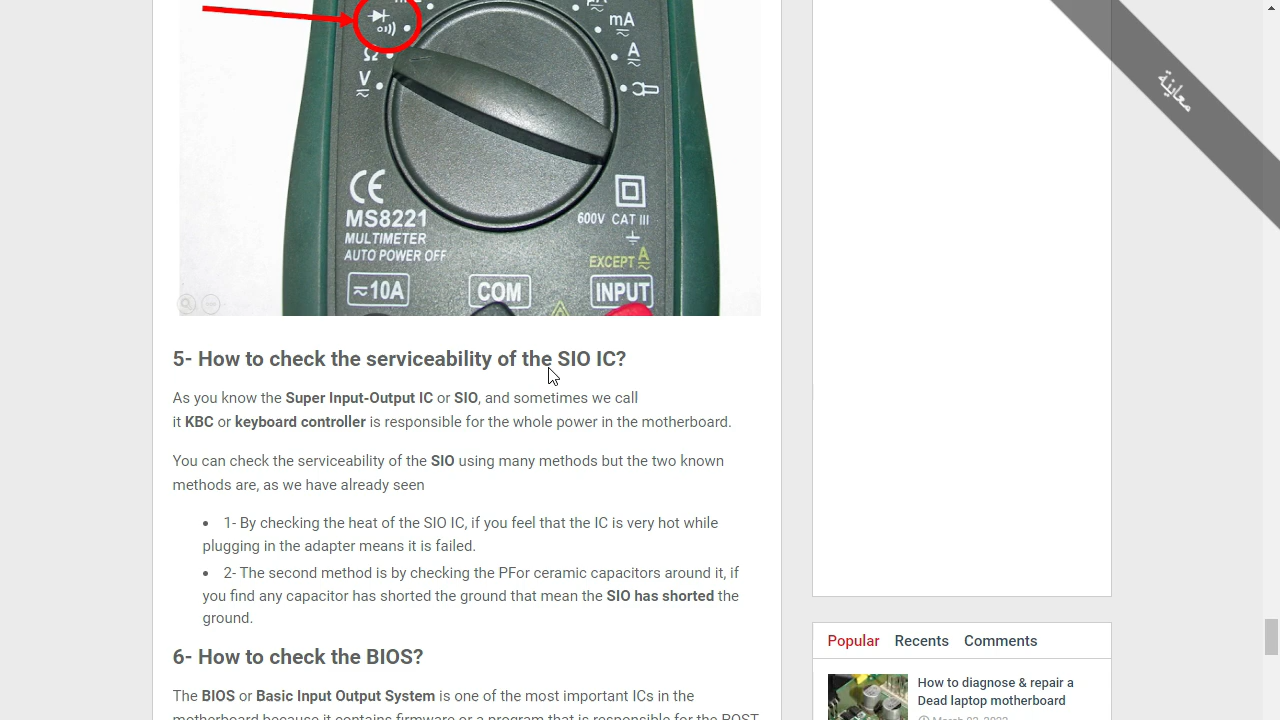 mA
Ω
A
V
معاينة
CE
MS8221
MULTIMETER
AUTO POWER OFF
600V CAT III
EXCEPT A
10A
COM
INPUT
5- How to check the serviceability of the SIO IC?
As you know the Super Input-Output IC or SIO, and sometimes we call
it KBC or keyboard controller is responsible for the whole power in the motherboard.
You can check the serviceability of the SIO using many methods but the two known
methods are, as we have already seen
• 1- By checking the heat of the SIO IC, if you feel that the IC is very hot while
plugging in the adapter means it is failed.
• 2- The second method is by checking the PFor ceramic capacitors around it, if
you find any capacitor has shorted the ground that mean the SIO has shorted the
ground.
6- How to check the BIOS?
The BIOS or Basic Input Output System is one of the most important ICs in the
motherboard because it contains firmware or a program that is responsible for the POST
Popular Recents Comments
How to diagnose & repair a
Dead laptop motherboard